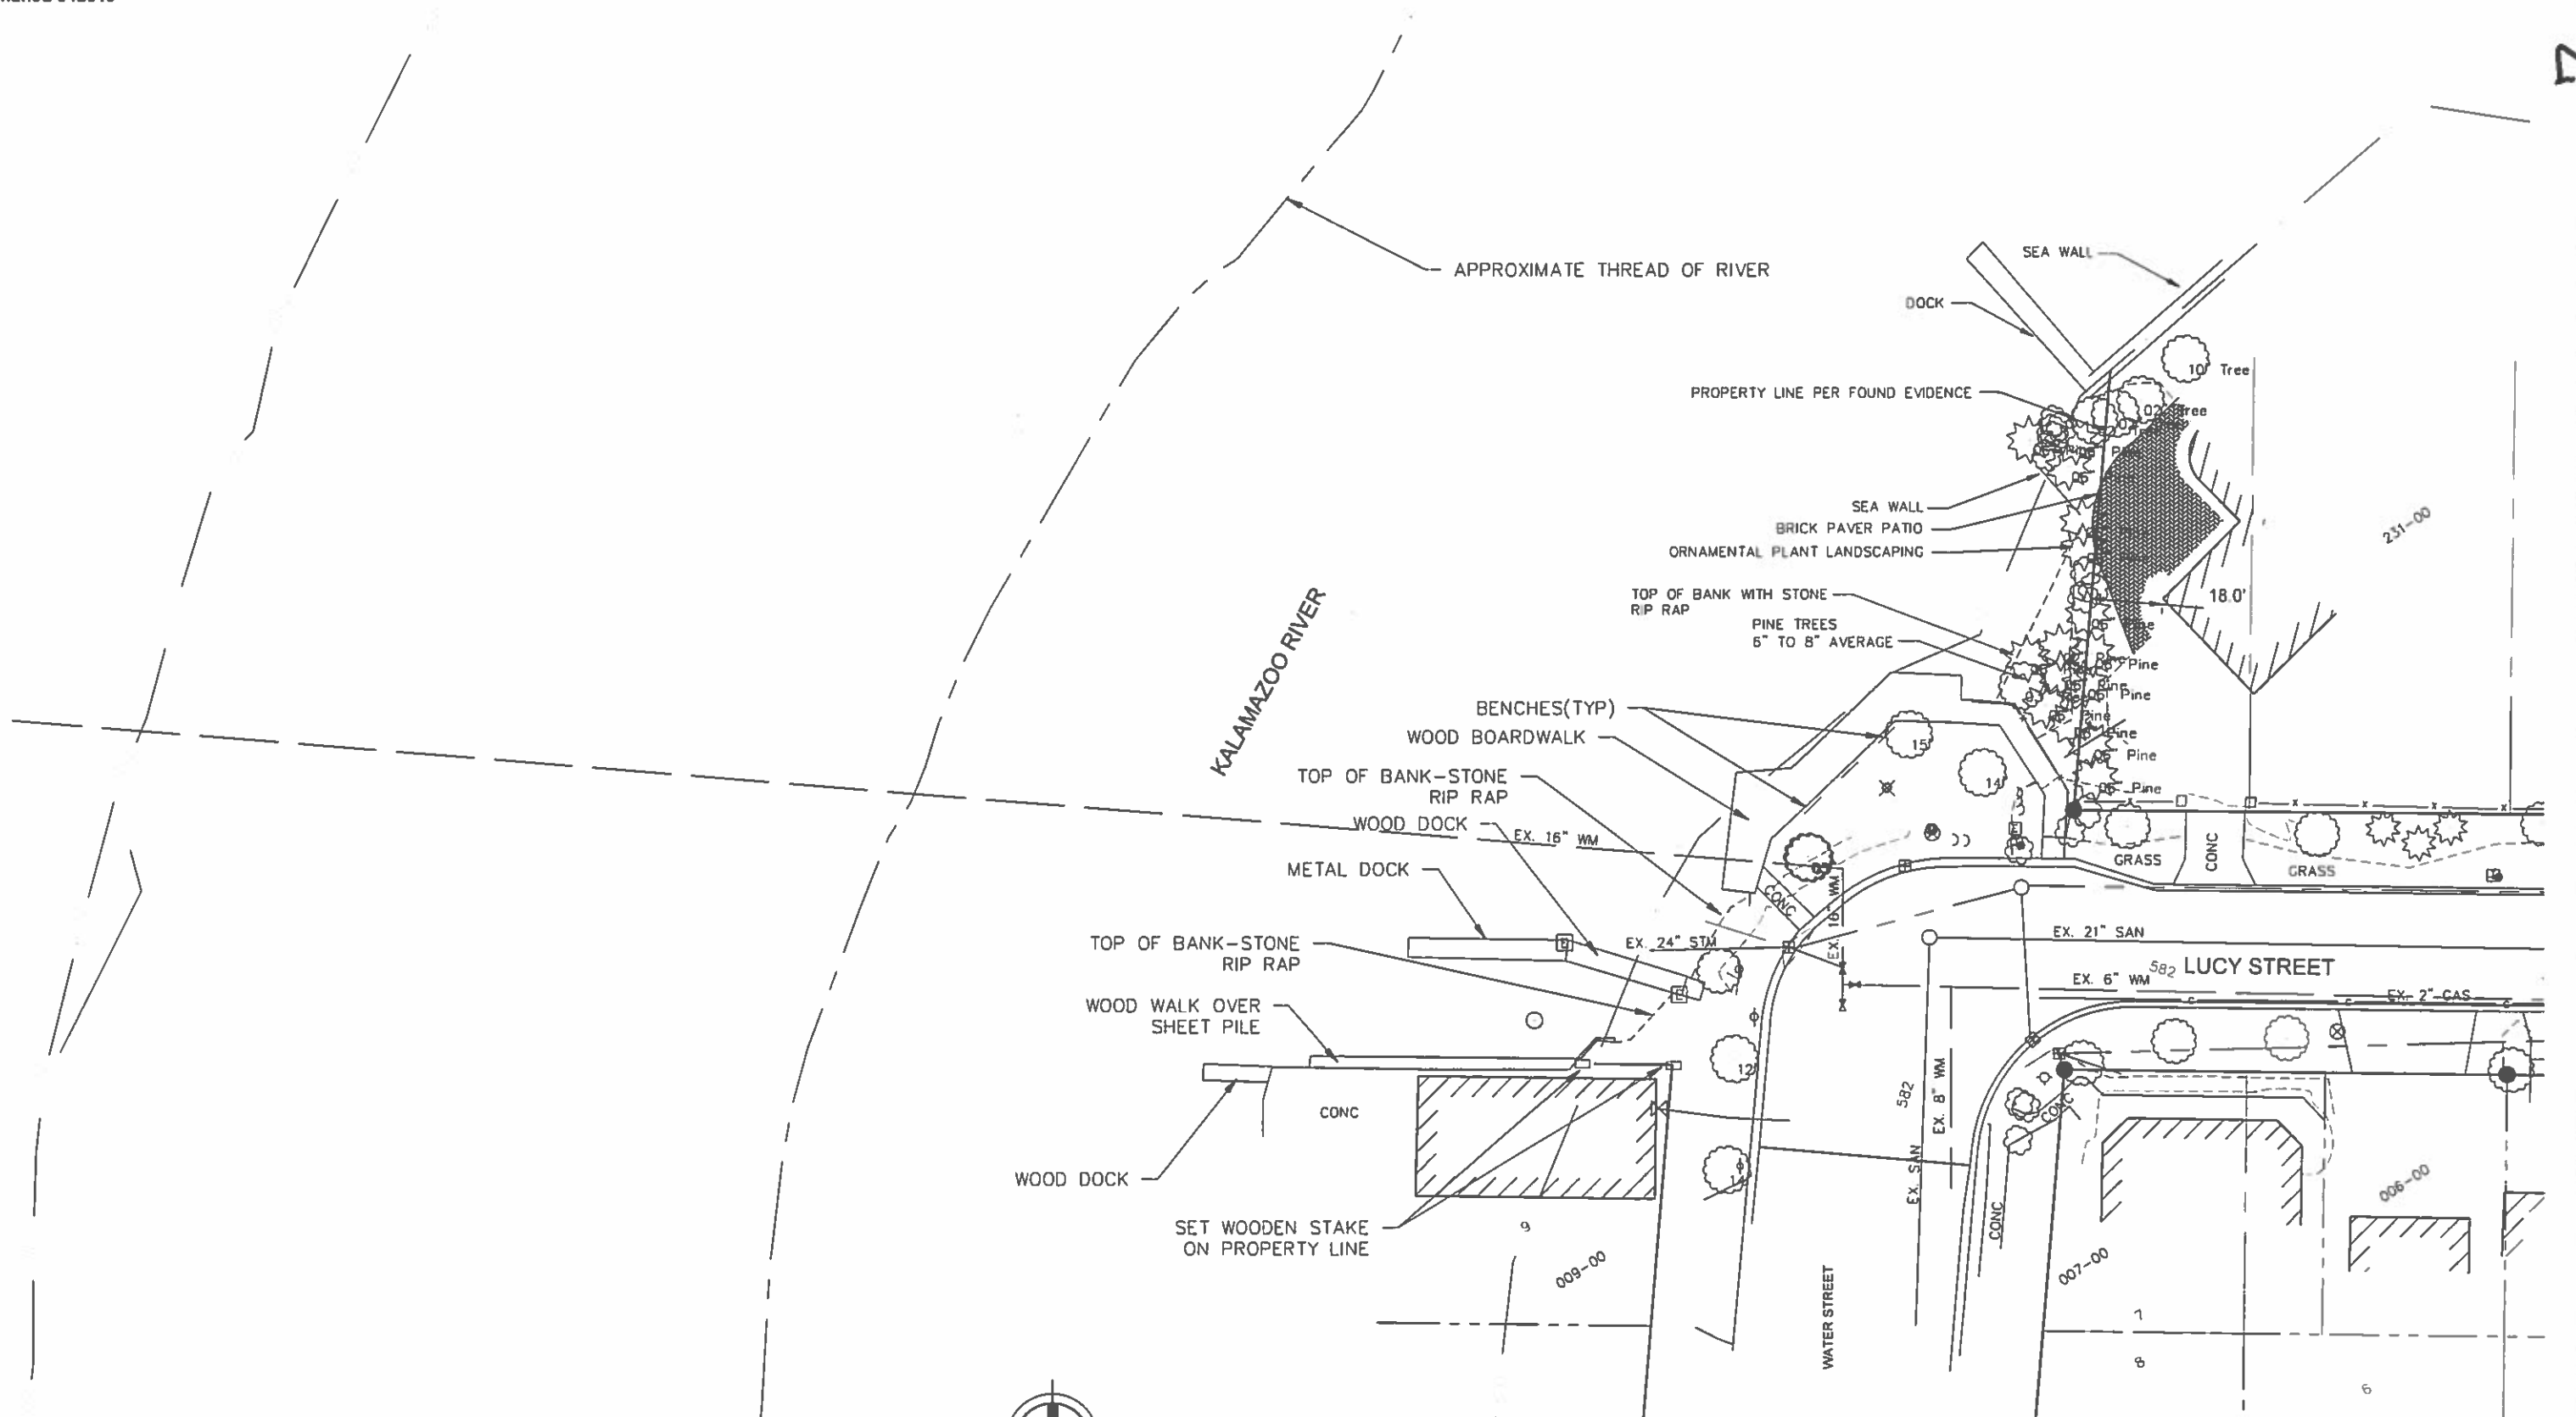 APPROXIMATE THREAD OF RIVER
SEA WALL
DOCK
10" Tree
PROPERTY LINE PER FOUND EVIDENCE
02" Tree
SEA WALL
BRICK PAVER PATIO
ORNAMENTAL PLANT LANDSCAPING
231-00
TOP OF BANK WITH STONE
RIP RAP
18.0'
PINE TREES
6" TO 8" AVERAGE
KALAMAZOO RIVER
Pine
Pine
Pine
Pine
06" Pine
06" Pine
BENCHES(TYP)
WOOD BOARDWALK
15
14
TOP OF BANK-STONE
RIP RAP
WOOD DOCK
EX. 16" WM
METAL DOCK
GRASS
CONC
GRASS
CONC
EX. 16" WM
TOP OF BANK-STONE
RIP RAP
EX. 24" STM
EX. 21" SAN
582
LUCY STREET
EX. 6" WM
EX. 2" GAS
WOOD WALK OVER
SHEET PILE
12
582
EX. 8" WM
EX. SAN
CONC
CONC
CONC
WOOD DOCK
SET WOODEN STAKE
ON PROPERTY LINE
9
009-00
007-00
006-00
WATER STREET
7
8
6